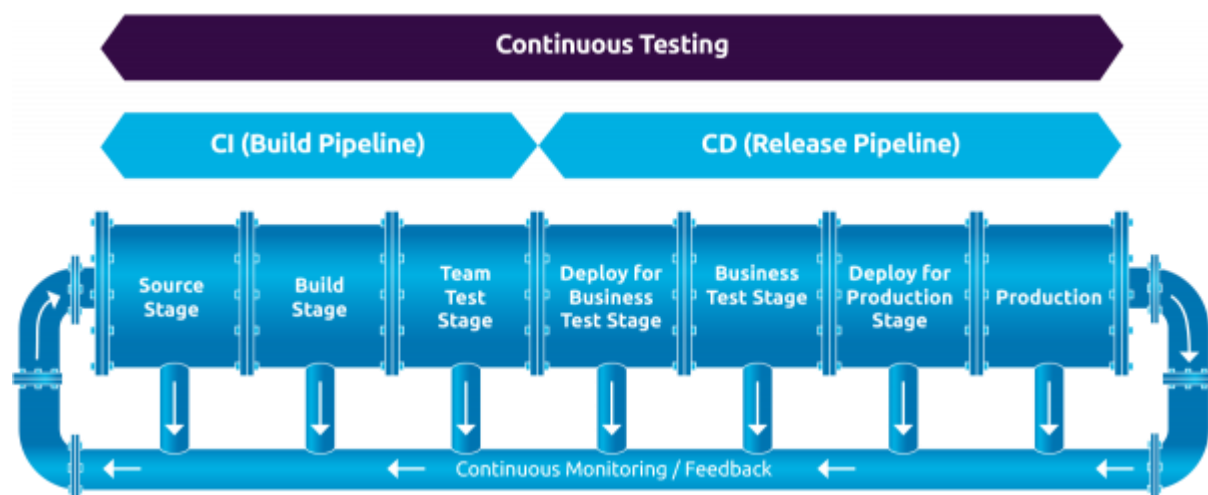 Continuous Testing
CI (Build Pipeline)
CD (Release Pipeline)
Source
Stage
Build
Stage
Team
Test
Stage
Deploy for
Business
Test Stage
Business
Test Stage
Deploy for
Production
Stage
Production
Continuous Monitoring / Feedback